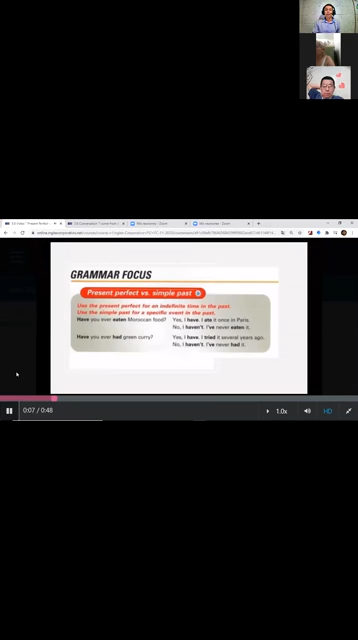 GRAMMAR FOCUS
Present perfect vs. simple past
Use the present perfect for an indefinite time in the past.
Use the simple past for a specific event in the past.
Have you ever eaten Moroccan food? Yes, I have. I ate it once in Paris.
No, I haven't. I've never eaten it.
Have you ever had green curry? Yes, I have. I tried it several years ago.
No, I haven't. I've never had it.
0:07 / 0:48
1.0x
HD